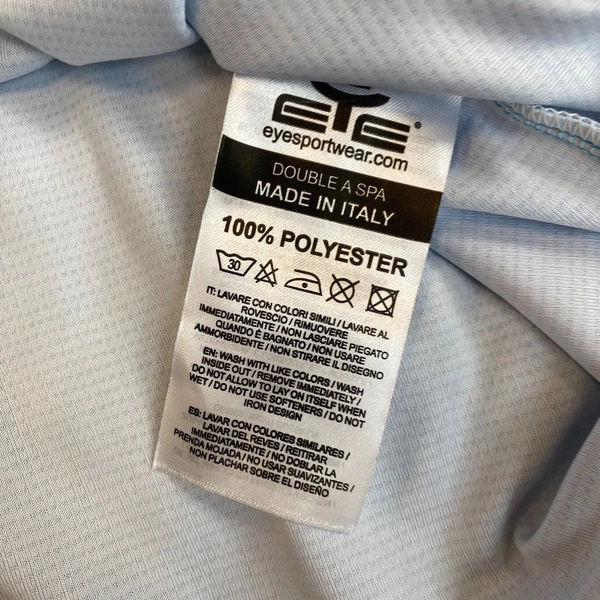 EYE®
eyesportwear.com
DOUBLE A SPA
MADE IN ITALY
100% POLYESTER
30
IT: LAVARE CON COLORI SIMILI / LAVARE AL
ROVESCIO / RIMUOVERE
IMMEDIATAMENTE / NON LASCIARE PIEGATO
QUANDO È BAGNATO / NON USARE
AMMORBIDENTE / NON STIRARE IL DISEGNO
EN: WASH WITH LIKE COLORS / WASH
INSIDE OUT / REMOVE IMMEDIATELY /
DO NOT ALLOW TO LAY ON ITSELF WHEN
WET / DO NOT USE SOFTENERS / DO NOT
IRON DESIGN
ES: LAVAR CON COLORES SIMILARES /
LAVAR DEL REVES / REITIRAR
IMMEDIATAMENTE / NO DOBLAR LA
PRENDA MOJADA / NO USAR SUAVIZANTES /
NON PLACHAR SOBRE EL DISEÑO